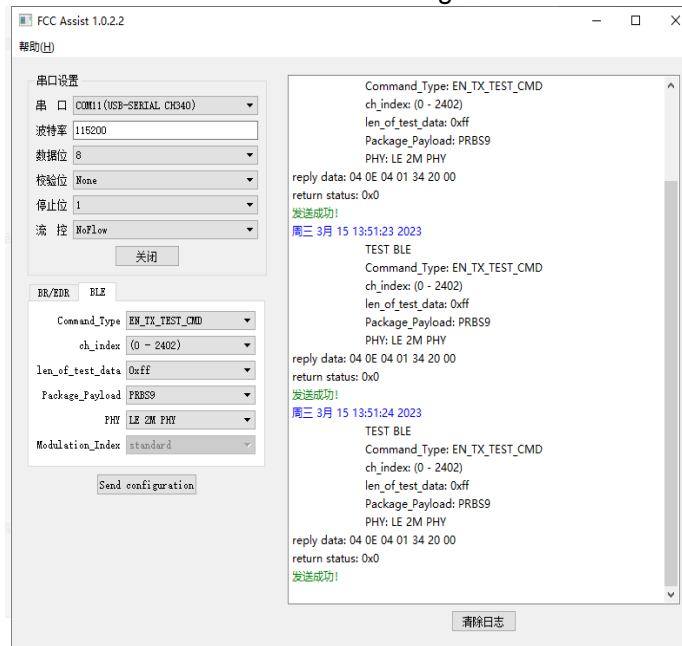 FCC Assist 1.0.2.2
帮助(H)
串口设置
串 口 COM11(USB-SERIAL CH340)
波特率 115200
数据位 8
校验位 None
停止位 1
流 控 NoFlow
关闭
BR/EDR BLE
Command_Type EN_TX_TEST_CMD
ch_index (0 - 2402)
len_of_test_data 0xff
Package_Payload PRBS9
PHY LE 2M PHY
Modulation_Index standard
Send configuration
Command_Type: EN_TX_TEST_CMD
ch_index: (0 - 2402)
len_of_test_data: 0xff
Package_Payload: PRBS9
PHY: LE 2M PHY
reply data: 04 0E 04 01 34 20 00
return status: 0x0
发送成功!
周三 3月 15 13:51:23 2023
TEST BLE
Command_Type: EN_TX_TEST_CMD
ch_index: (0 - 2402)
len_of_test_data: 0xff
Package_Payload: PRBS9
PHY: LE 2M PHY
reply data: 04 0E 04 01 34 20 00
return status: 0x0
发送成功!
周三 3月 15 13:51:24 2023
TEST BLE
Command_Type: EN_TX_TEST_CMD
ch_index: (0 - 2402)
len_of_test_data: 0xff
Package_Payload: PRBS9
PHY: LE 2M PHY
reply data: 04 0E 04 01 34 20 00
return status: 0x0
发送成功!
清除日志